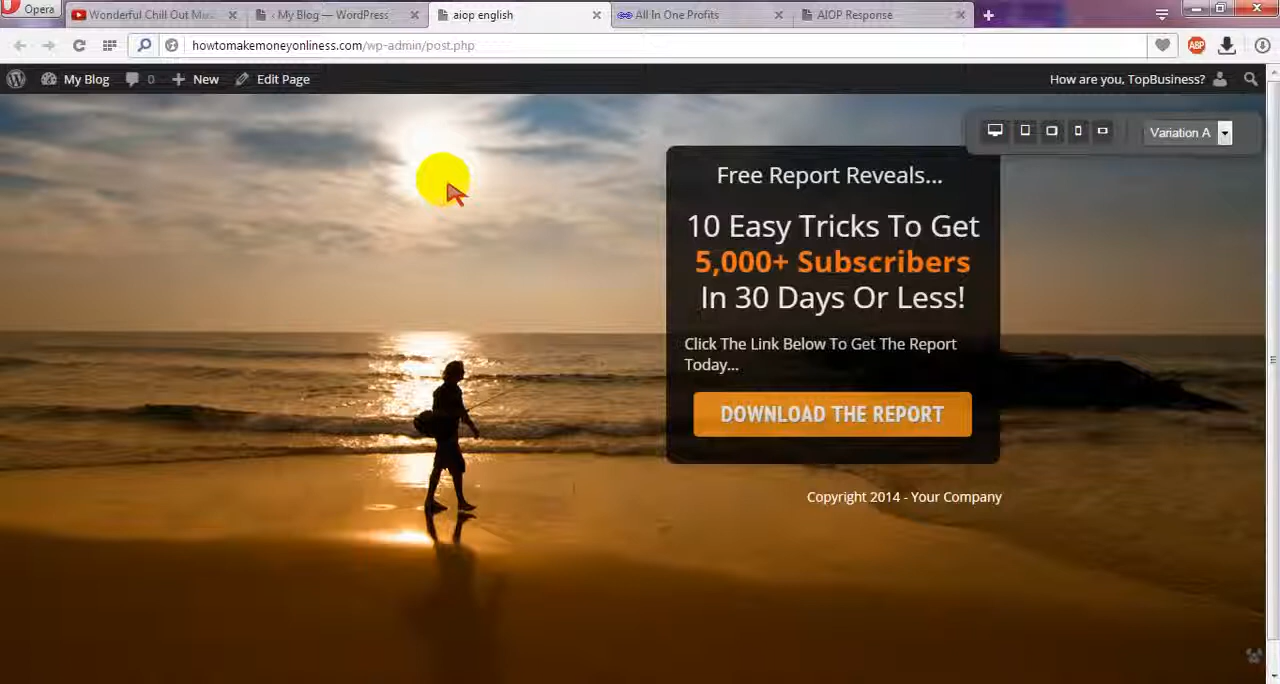 Opera
Wonderful Chill Out Mus
‹ My Blog — WordPress
aiop english
All In One Profits
AIOP Response
howtomakemoneyonliness.com/wp-admin/post.php
ABP
My Blog
0
New
Edit Page
How are you, TopBusiness?
Variation A
Free Report Reveals...
10 Easy Tricks To Get
5,000+ Subscribers
In 30 Days Or Less!
Click The Link Below To Get The Report
Today...
DOWNLOAD THE REPORT
Copyright 2014 - Your Company